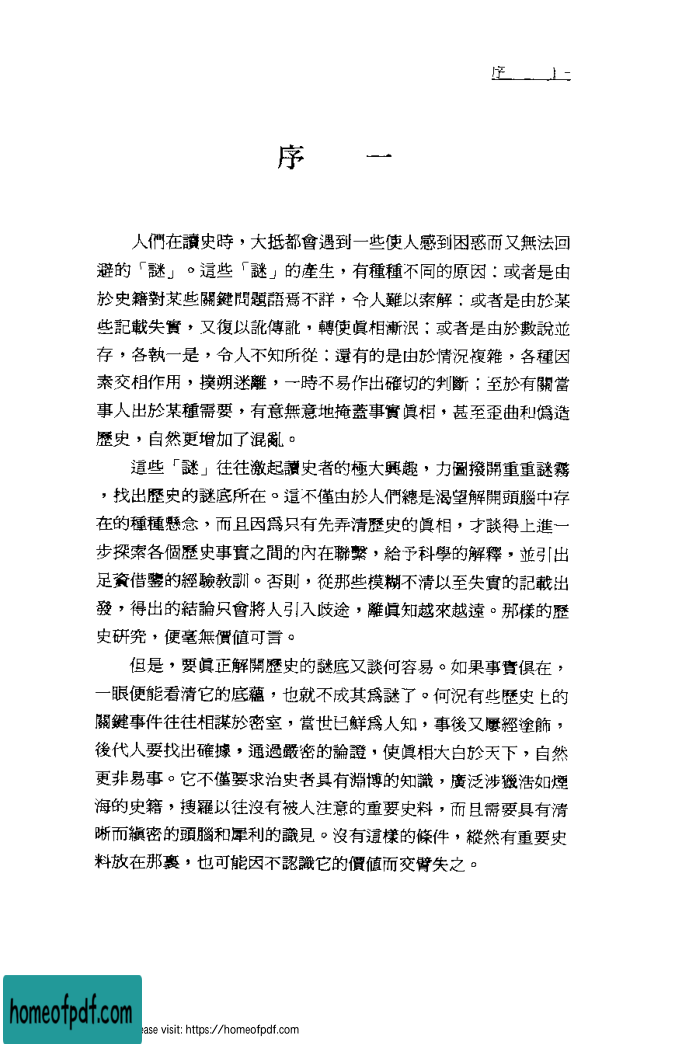 序
序 一
人們在讀史時，大抵都會遇到一些使人感到困惑而又無法回
避的「謎」。這些「謎」的產生，有種種不同的原因：或者是由
於史籍對某些關鍵問題語焉不詳，令人難以索解；或者是由於某
些記載失實，又復以訛傳訛，轉使眞相漸泯；或者是由於數說並
存，各執一是，令人不知所從；還有的是由於情況複雜，各種因
素交相作用，撲朔迷離，一時不易作出確切的判斷；至於有關當
事人出於某種需要，有意無意地掩蓋事實眞相，甚至歪曲和僞造
歷史，自然更增加了混亂。
這些「謎」往往激起讀史者的極大興趣，力圖撥開重重謎霧
，找出歷史的謎底所在。這不僅由於人們總是渴望解開頭腦中存
在的種種懸念，而且因爲只有先弄清歷史的眞相，才談得上進一
步探索各個歷史事實之間的內在聯繫，給予科學的解釋，並引出
足資借鑒的經驗敎訓。否則，從那些模糊不清以至失實的記載出
發，得出的結論只會將人引入歧途，離眞知越來越遠。那樣的歷
史研究，便毫無價値可言。
但是，要眞正解開歷史的謎底又談何容易。如果事實俱在，
一眼便能看清它的底蘊，也就不成其爲謎了。何況有些歷史上的
關鍵事件往往相謀於密室，當世已鮮爲人知，事後又屢經塗飾，
後代人要找出確據，通過嚴密的論證，使眞相大白於天下，自然
更非易事。它不僅要求治史者具有淵博的知識，廣泛涉獵浩如煙
海的史籍，搜羅以往沒有被人注意的重要史料，而且需要具有清
晰而縝密的頭腦和犀利的識見。沒有這樣的條件，縱然有重要史
料放在那裏，也可能因不認識它的價値而交臂失之。
homeofpdf.com
ease visit: https://homeofpdf.com